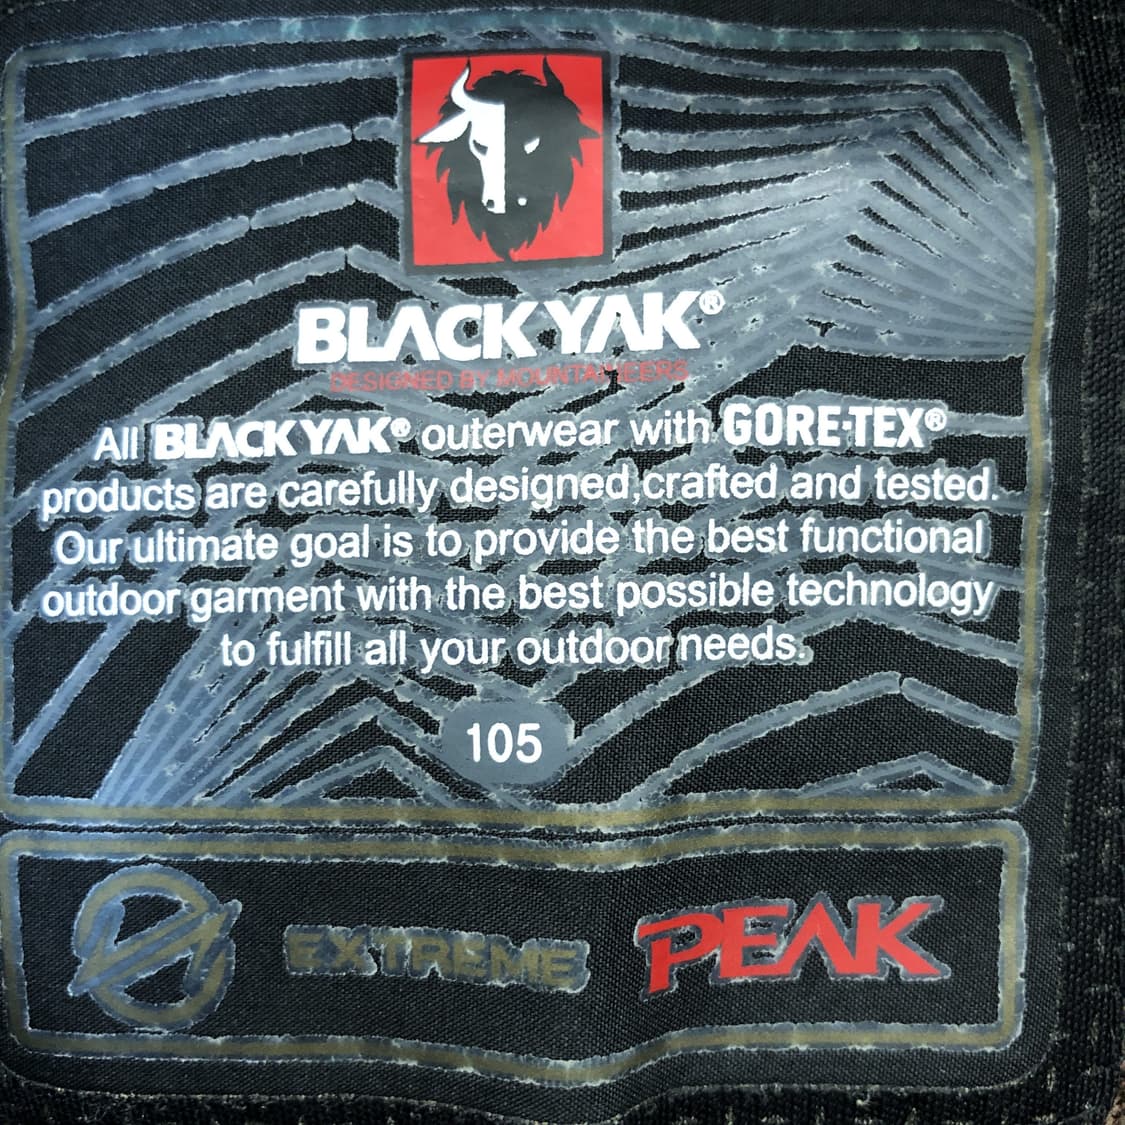 BLACKYAK®
DESIGNED BY MOUNTAINEERS
All BLACKYAK® outerwear with GORE-TEX®
products are carefully designed,crafted and tested.
Our ultimate goal is to provide the best functional
outdoor garment with the best possible technology
to fulfill all your outdoor needs.
105
EXTREME PEAK